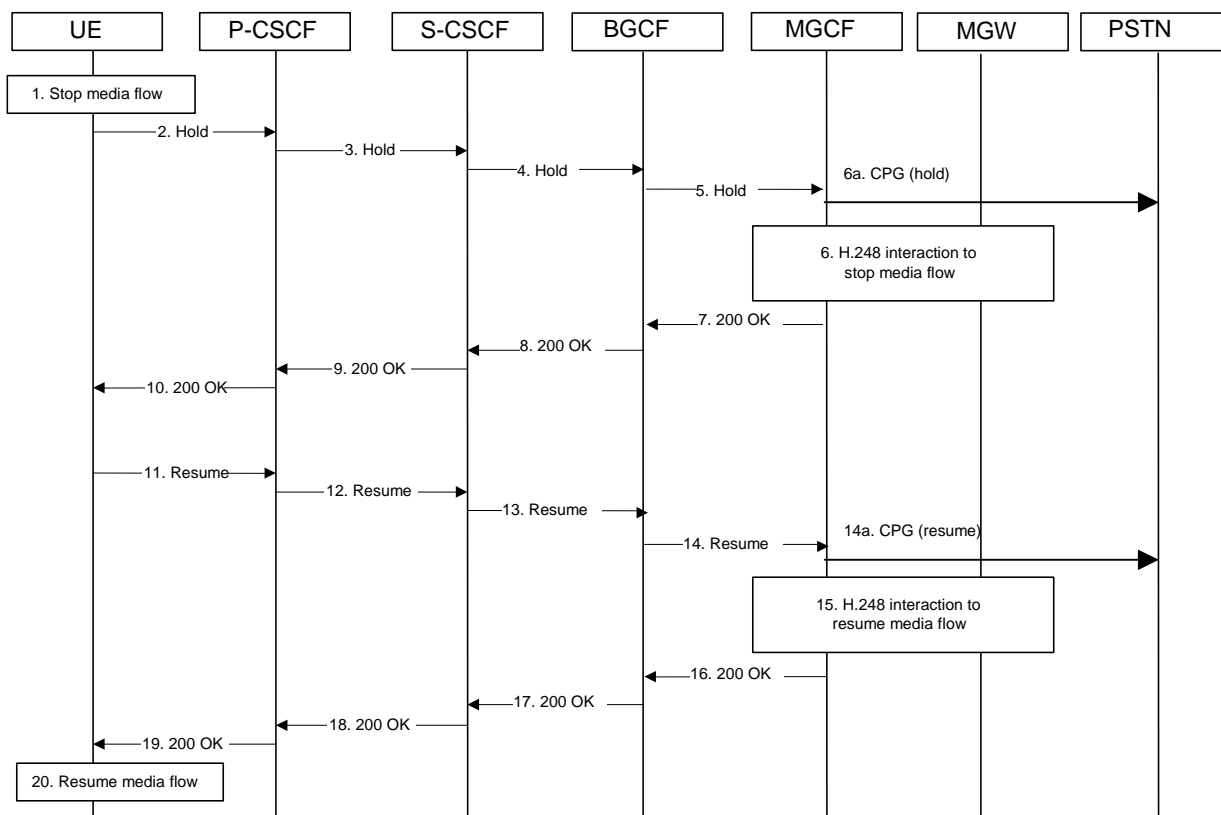 UE
P-CSCF
S-CSCF
BGCF
MGCF
MGW
PSTN
1. Stop media flow
2. Hold
3. Hold
4. Hold
5. Hold
6a. CPG (hold)
6. H.248 interaction to
stop media flow
7. 200 OK
8. 200 OK
9. 200 OK
10. 200 OK
11. Resume
12. Resume
13. Resume
14. Resume
14a. CPG (resume)
15. H.248 interaction to
resume media flow
16. 200 OK
17. 200 OK
18. 200 OK
19. 200 OK
20. Resume media flow